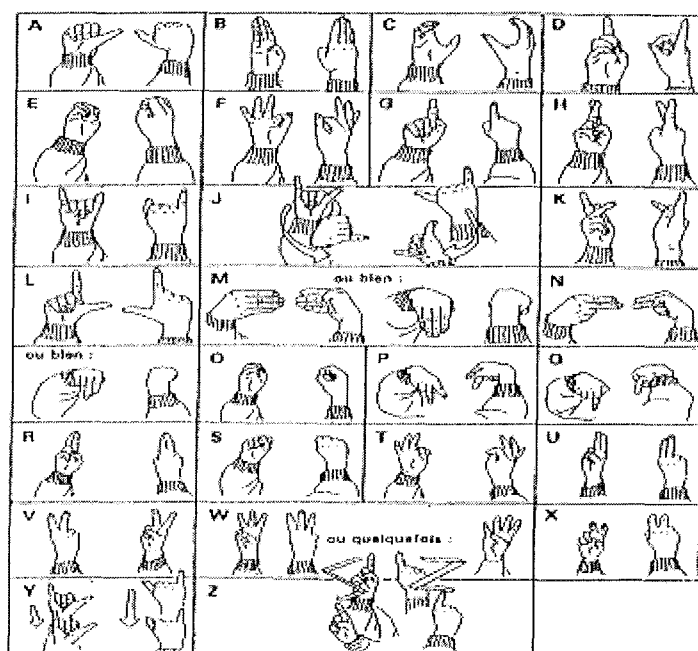 A B C D
E F G H
I J K
L M ou bien : N
ou bien : O P Q
R S T U
V W ou quelquefois : X
Y Z